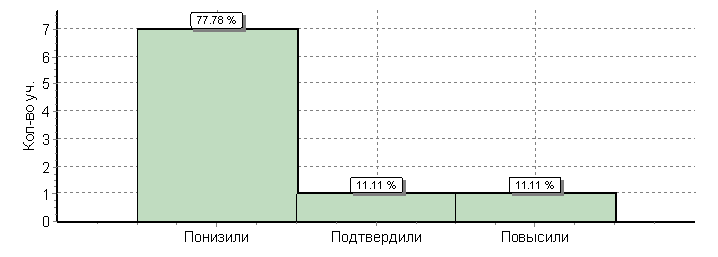 77.78 %
7
6
5
4
3
2
1
0
Кол-во уч.
11.11 %
11.11 %
Понизили
Подтвердили
Повысили